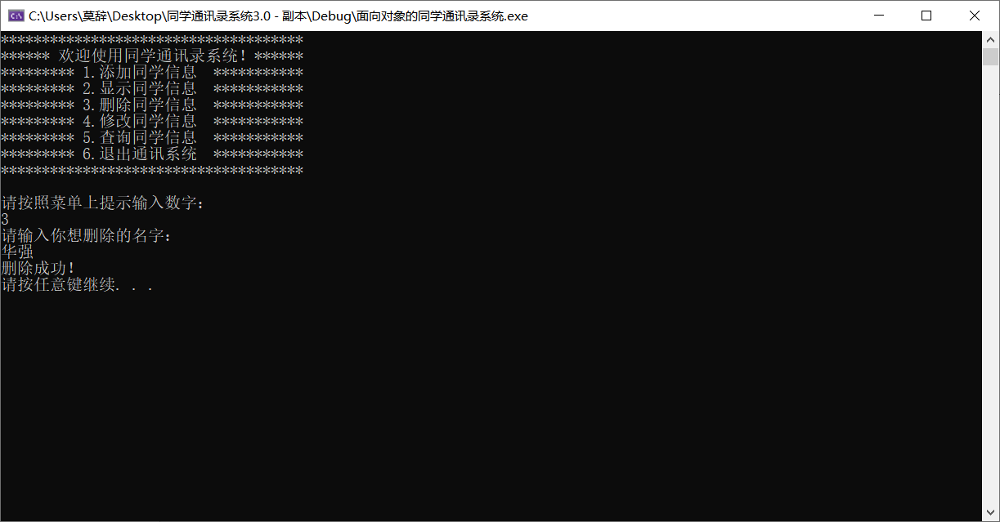 C:\Users\莫辞\Desktop\同学通讯录系统3.0 - 副本\Debug\面向对象的同学通讯录系统.exe
*************************************
****** 欢迎使用同学通讯录系统! ******
********* 1.添加同学信息  ***********
********* 2.显示同学信息  ***********
********* 3.删除同学信息  ***********
********* 4.修改同学信息  ***********
********* 5.查询同学信息  ***********
********* 6.退出通讯系统  ***********
*************************************
请按照菜单上提示输入数字:
3
请输入你想删除的名字:
华强
删除成功!
请按任意键继续. . .